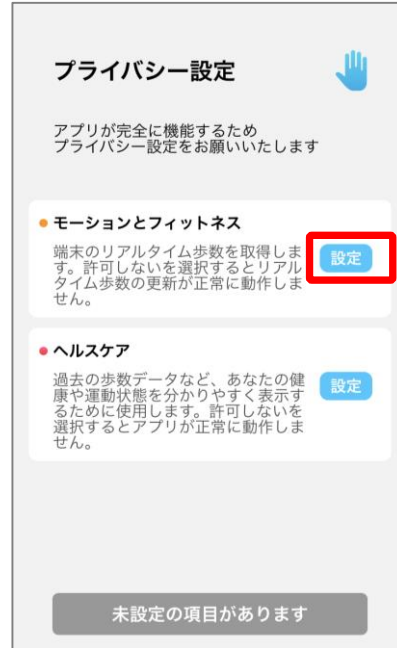 プライバシー設定
アプリが完全に機能するため
プライバシー設定をお願いいたします
モーションとフィットネス
端末のリアルタイム歩数を取得しま
す。許可しないを選択するとリアル
タイム歩数の更新が正常に動作しま
せん。
設定
ヘルスケア
過去の歩数データなど、あなたの健
康や運動状態を分かりやすく表示す
るために使用します。許可しないを
選択するとアプリが正常に動作しま
せん。
設定
未設定の項目があります